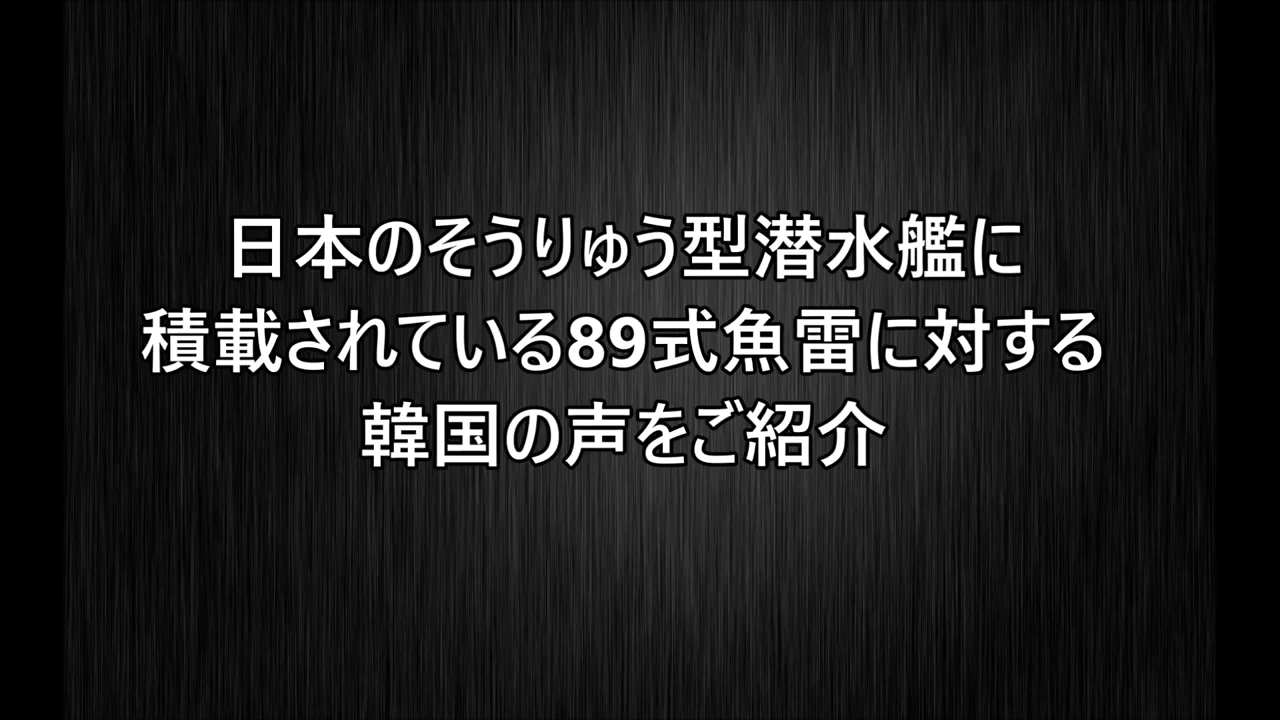 日本のそうりゅう型潜水艦に
積載されている89式魚雷に対する
韓国の声をご紹介